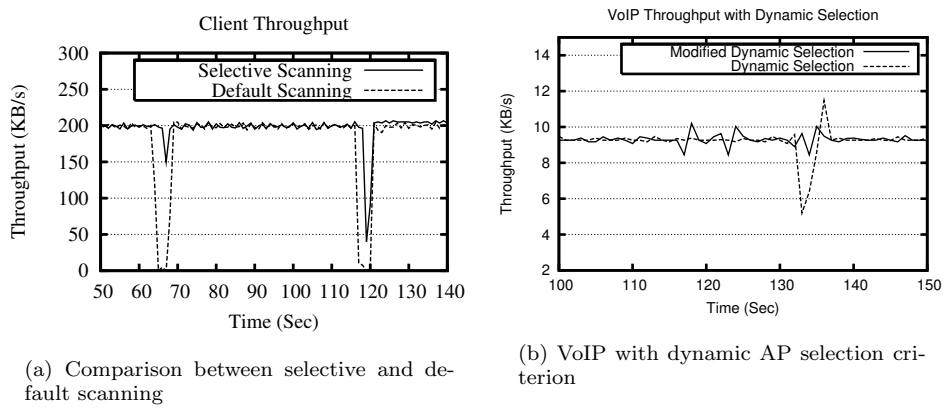 Client Throughput
Throughput (KB/s)
300
250
200
150
100
50
0
Selective Scanning
Default Scanning
50 60 70 80 90 100 110 120 130 140
Time (Sec)
(a) Comparison between selective and de-
fault scanning
VoIP Throughput with Dynamic Selection
Throughput (KB/s)
14
12
10
8
6
4
2
Modified Dynamic Selection
Dynamic Selection
100 110 120 130 140 150
Time (Sec)
(b) VoIP with dynamic AP selection cri-
terion